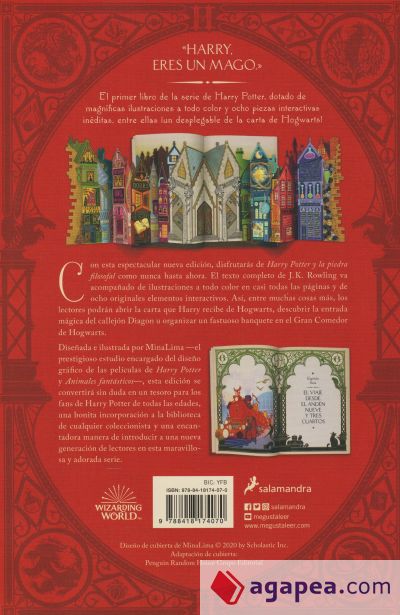 «HARRY,
ERES UN MAGO.»
El primer libro de la serie de Harry Potter, dotado de
magníficas ilustraciones a todo color y ocho piezas interactivas
inéditas, entre ellas ¡un desplegable de la carta de Hogwarts!
Con esta espectacular nueva edición, disfrutarás de Harry Potter y la piedra
filosofal como nunca hasta ahora. El texto completo de J.K. Rowling va
acompañado de ilustraciones a todo color en casi todas las páginas y de
ocho originales elementos interactivos. Así, entre muchas cosas más, los
lectores podrán abrir la carta que Harry recibe de Hogwarts, descubrir la entrada
mágica del callejón Diagon u organizar un fastuoso banquete en el Gran Comedor
de Hogwarts.
Diseñada e ilustrada por MinaLima —el
prestigioso estudio encargado del diseño
gráfico de las películas de Harry Potter
y Animales fantásticos—, esta edición se
convertirá sin duda en un tesoro para los
fans de Harry Potter de todas las edades,
una bonita incorporación a la biblioteca
de cualquier coleccionista y una encan-
tadora manera de introducir a una nueva
generación de lectores en esta maravillo-
sa y adorada serie.
EL VIAJE
DESDE
EL ANDÉN
NUEVE
Y TRES
CUARTOS
WIZARDING
WORLD
BIC: YFB
ISBN: 978-84-18174-07-0
9 788418 174070
salamandra
salamandra
megustaleer
www.megustaleer.com
Diseño de cubierta de MinaLima © 2020 by Scholastic Inc.
Adaptación de cubierta:
Penguin Random House Grupo Editorial
agapea.com